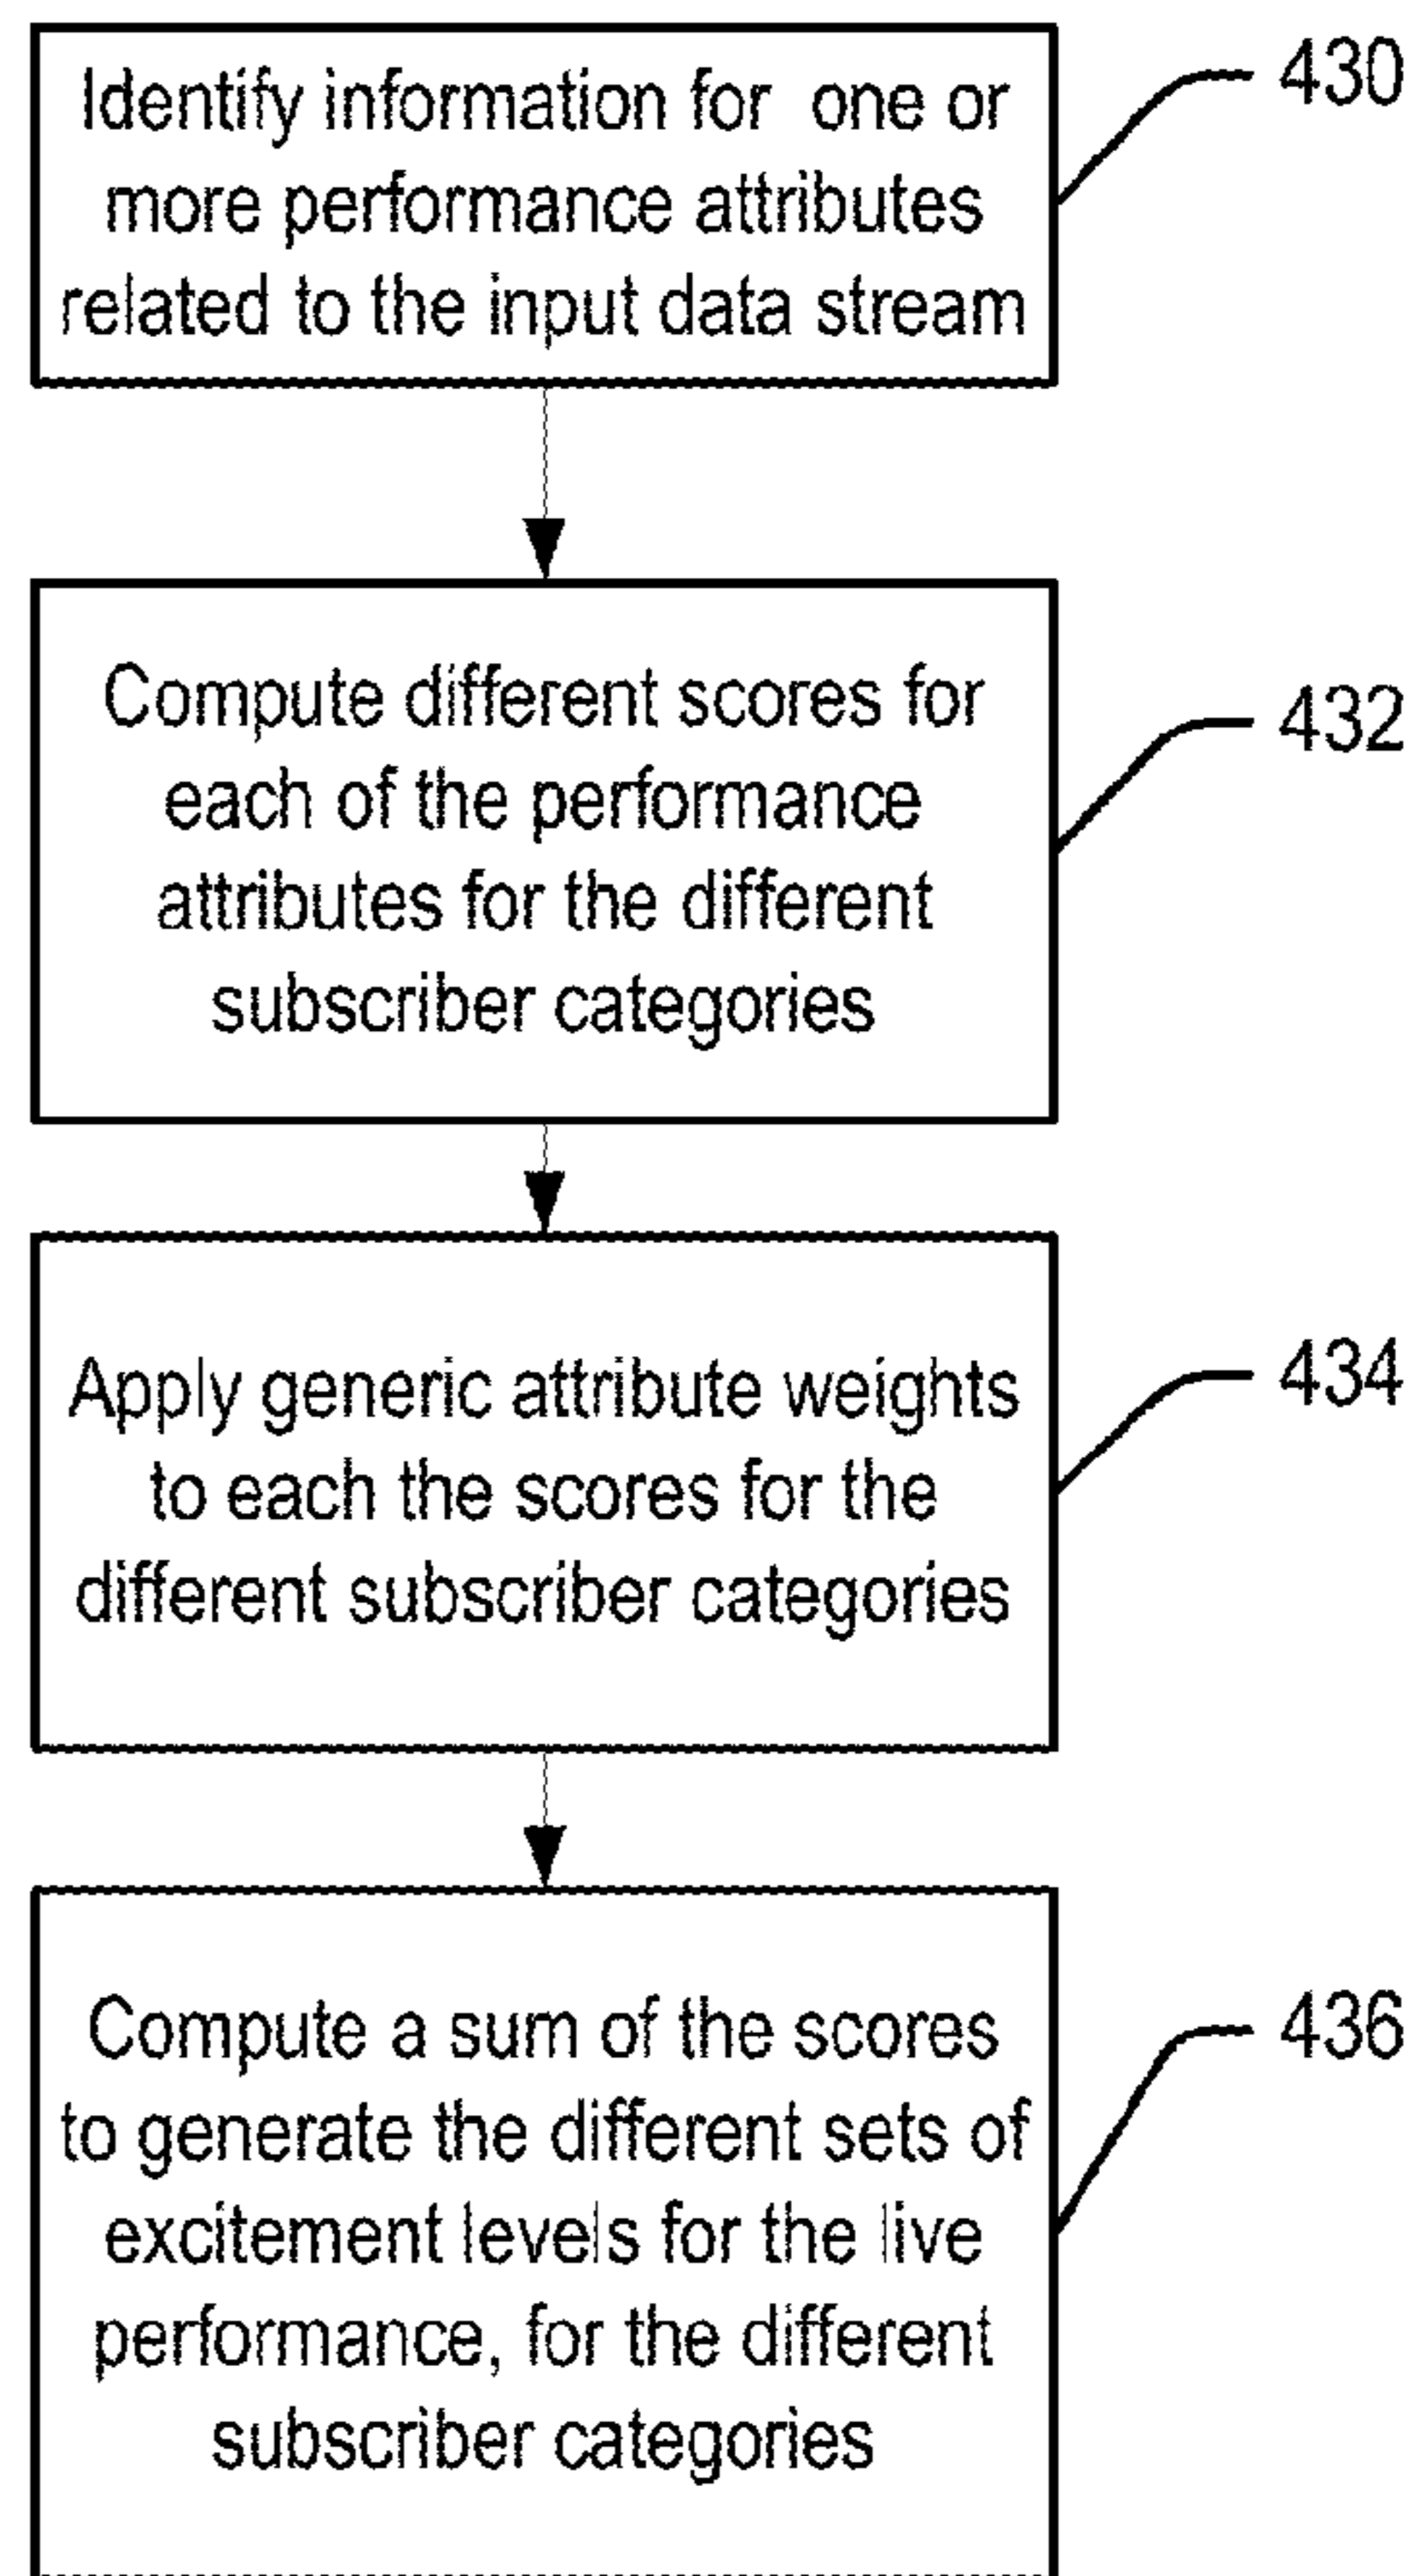 Identify information for one or
more performance attributes
related to the input data stream
430
Compute different scores for
each of the performance
attributes for the different
subscriber categories
432
Apply generic attribute weights
to each the scores for the
different subscriber categories
434
Compute a sum of the scores
to generate the different sets of
excitement levels for the live
performance, for the different
subscriber categories
436